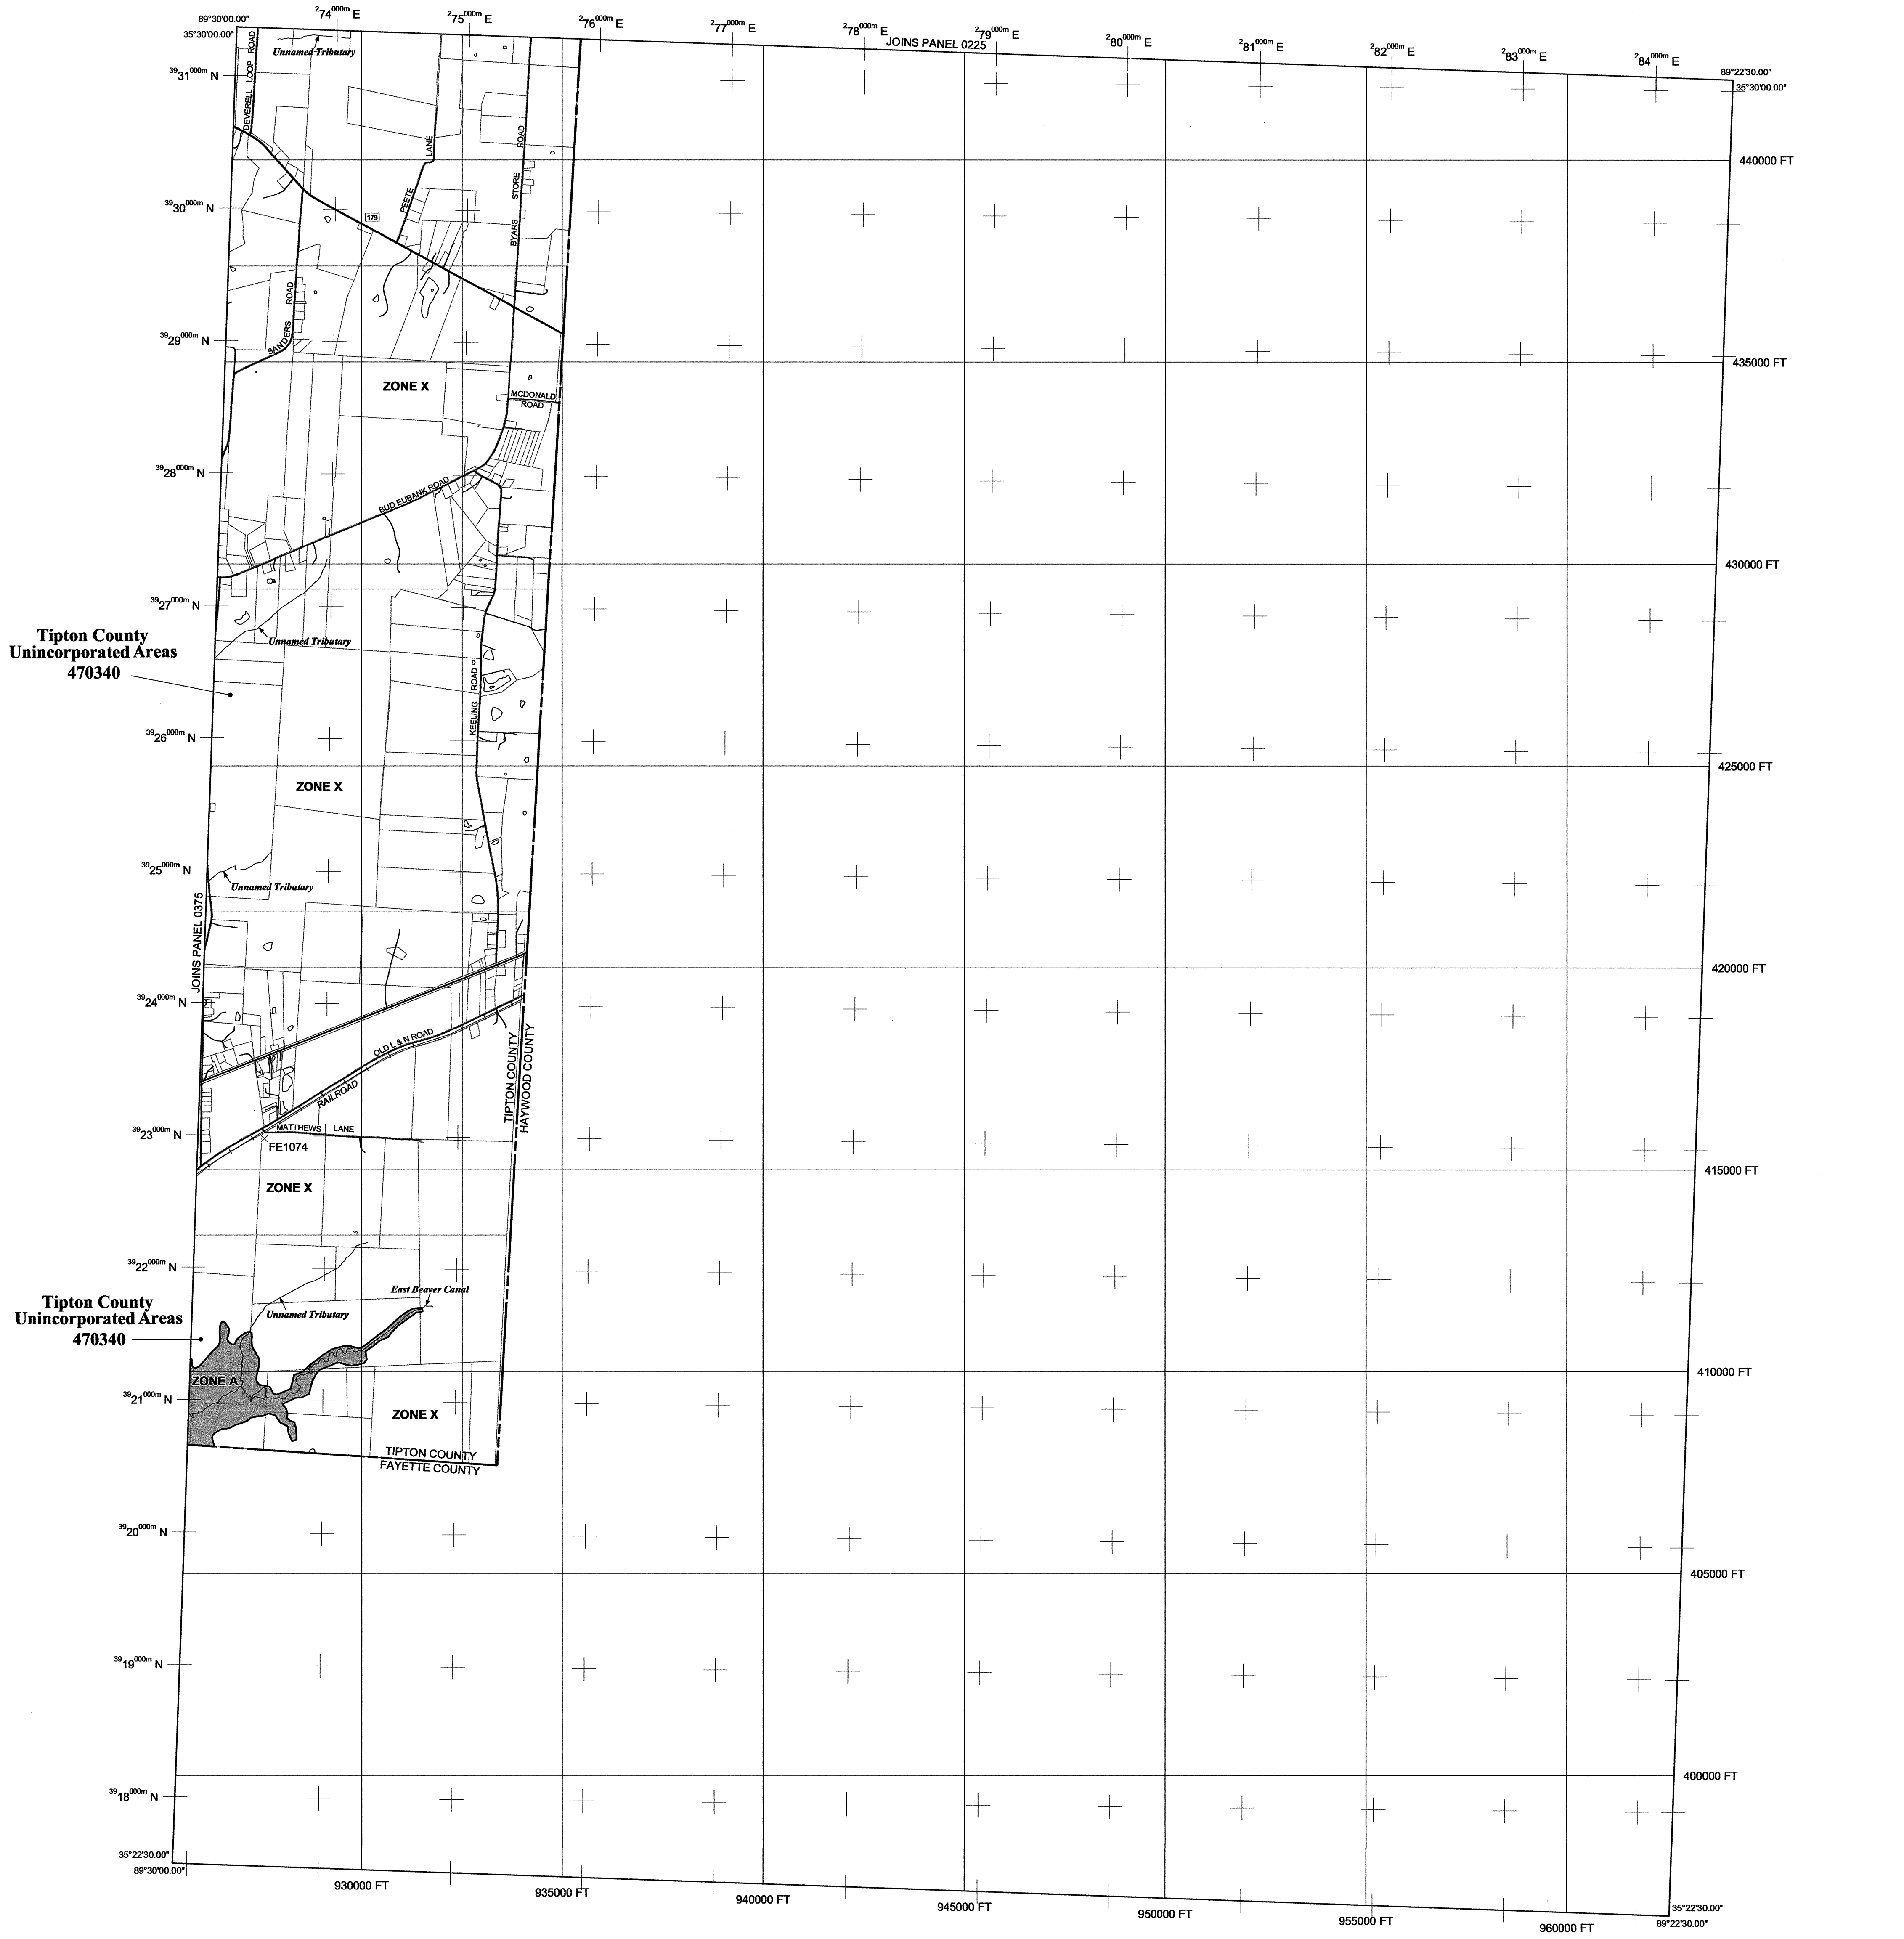 89°30'00.00"
35°30'00.00"
274000m E
275000m E
276000m E
277000m E
278000m E
279000m E
280000m E
281000m E
282000m E
283000m E
284000m E
JOINS PANEL 0225
89°22'30.00"
35°30'00.00"
Unnamed Tributary
DEVERELL LOOP ROAD
3931000m N
PEETE LANE
BYARS STORE ROAD
440000 FT
3930000m N
179
SANDERS ROAD
3929000m N
435000 FT
ZONE X
MCDONALD
ROAD
3928000m N
BUD EUBANK ROAD
430000 FT
3927000m N
Tipton County
Unincorporated Areas
470340
Unnamed Tributary
KEELING ROAD
3926000m N
425000 FT
ZONE X
3925000m N
Unnamed Tributary
JOINS PANEL 0375
420000 FT
3924000m N
OLD L & N ROAD
RAILROAD
TIPTON COUNTY
HAYWOOD COUNTY
3923000m N
MATTHEWS LANE
FE1074
415000 FT
ZONE X
3922000m N
East Beaver Canal
Tipton County
Unincorporated Areas
470340
Unnamed Tributary
410000 FT
ZONE A
3921000m N
ZONE X
TIPTON COUNTY
FAYETTE COUNTY
3920000m N
405000 FT
3919000m N
400000 FT
3918000m N
35°22'30.00"
89°30'00.00"
930000 FT
935000 FT
940000 FT
945000 FT
950000 FT
955000 FT
960000 FT
35°22'30.00"
89°22'30.00"